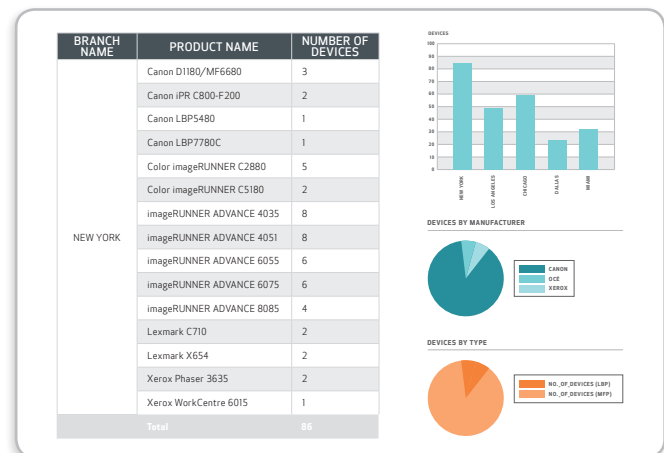 BRANCH NAME PRODUCT NAME NUMBER OF DEVICES
NEW YORK
Canon D1180/MF6680 3
Canon iPR C800-F200 2
Canon LBP5480 1
Canon LBP7780C 1
Color imageRUNNER C2880 5
Color imageRUNNER C5180 2
imageRUNNER ADVANCE 4035 8
imageRUNNER ADVANCE 4051 8
imageRUNNER ADVANCE 6055 6
imageRUNNER ADVANCE 6075 6
imageRUNNER ADVANCE 8085 4
Lexmark C710 2
Lexmark X654 2
Xerox Phaser 3635 2
Xerox WorkCentre 6015 1
Total 86
DEVICES
100
90
80
70
60
50
40
30
20
10
0
NEW YORK
LOS ANGELES
CHICAGO
DALLAS
MIAMI
DEVICES BY MANUFACTURER
CANON
OCÉ
XEROX
DEVICES BY TYPE
NO._OF_DEVICES (LBP)
NO._OF_DEVICES (MFP)